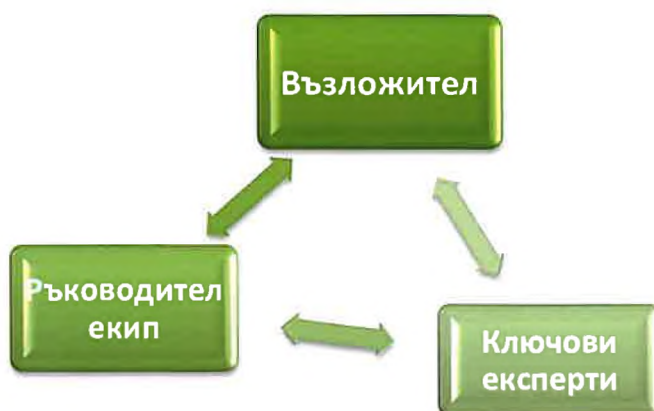 Възложител
Ръководител
екип
Ключови
експерти